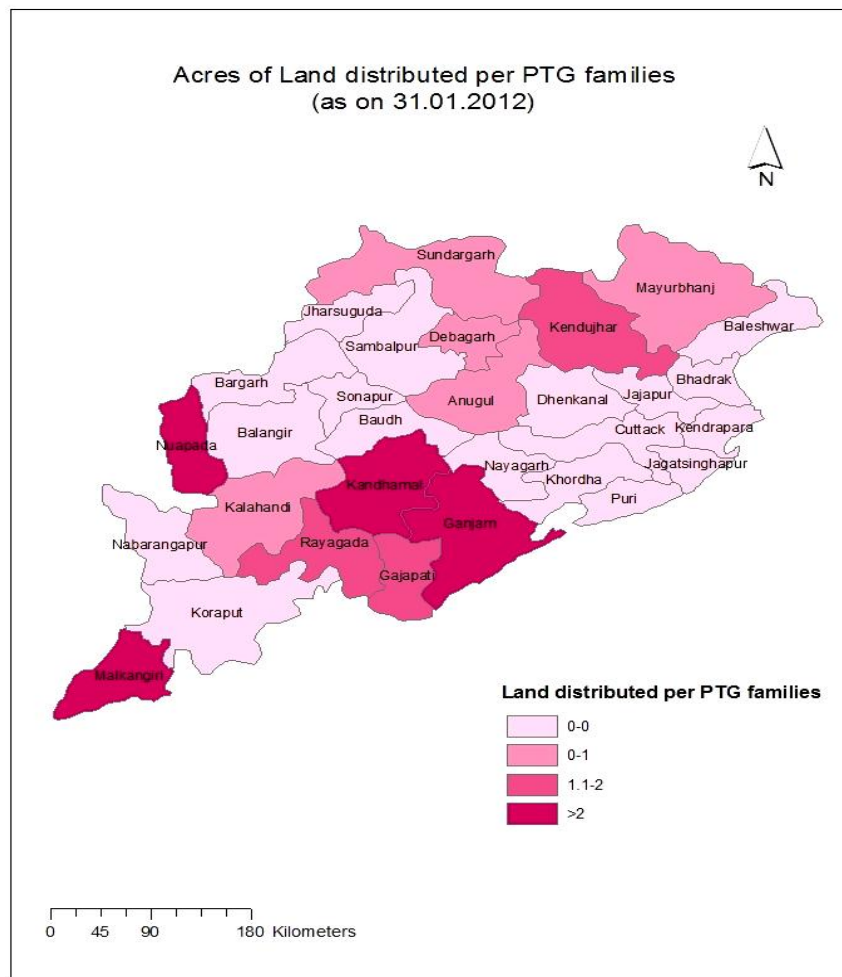 Acres of Land distributed per PTG families
(as on 31.01.2012)
N
Sundargarh
Mayurbhanj
Jharsuguda
Kendujhar
Baleshwar
Debagarh
Sambalpur
Bargarh
Bhadrak
Sonapur
Anugul
Dhenkanal
Jajapur
Baudh
Cuttack
Kendrapara
Nuapada
Balangir
Nayagarh
Jagatsinghapur
Kandhamal
Khordha
Puri
Kalahandi
Ganjam
Rayagada
Nabarangapur
Gajapati
Koraput
Malkangiri
Land distributed per PTG families
0-0
0-1
1.1-2
>2
0 45 90 180 Kilometers